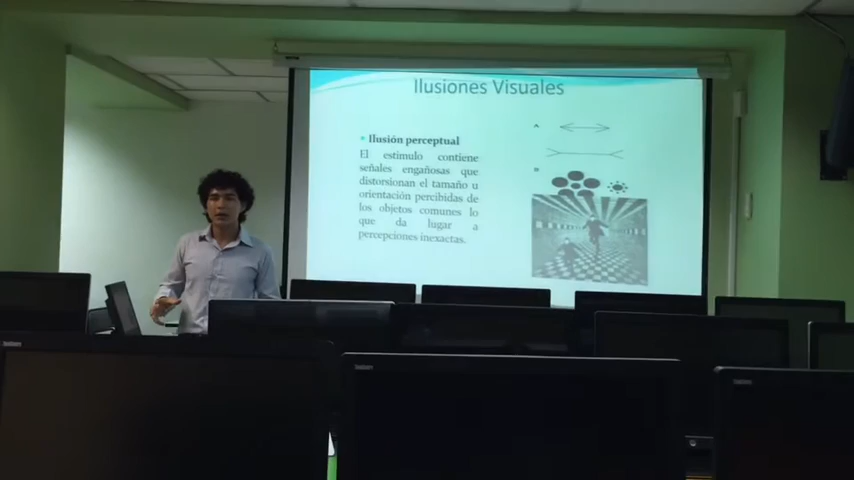 Ilusiones Visuales
• Ilusión perceptual
El estimulo contiene
señales engañosas que
distorsionan el tamaño u
orientación percibidas de
los objetos comunes lo
que da lugar a
percepciones inexactas.
A
B